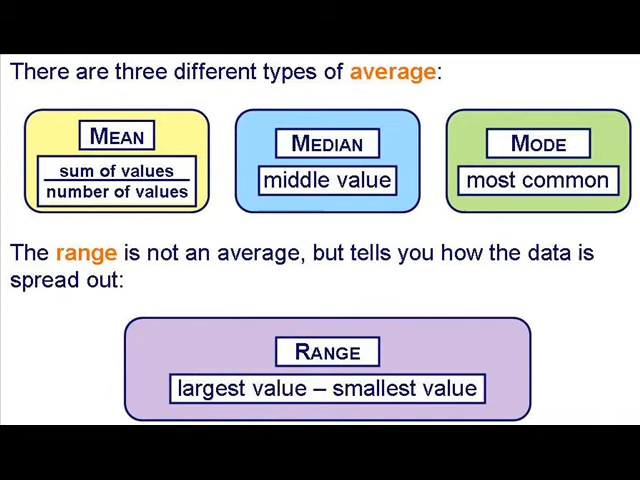 There are three different types of average:
MEAN
sum of values
number of values
MEDIAN
middle value
MODE
most common
The range is not an average, but tells you how the data is
spread out:
RANGE
largest value – smallest value